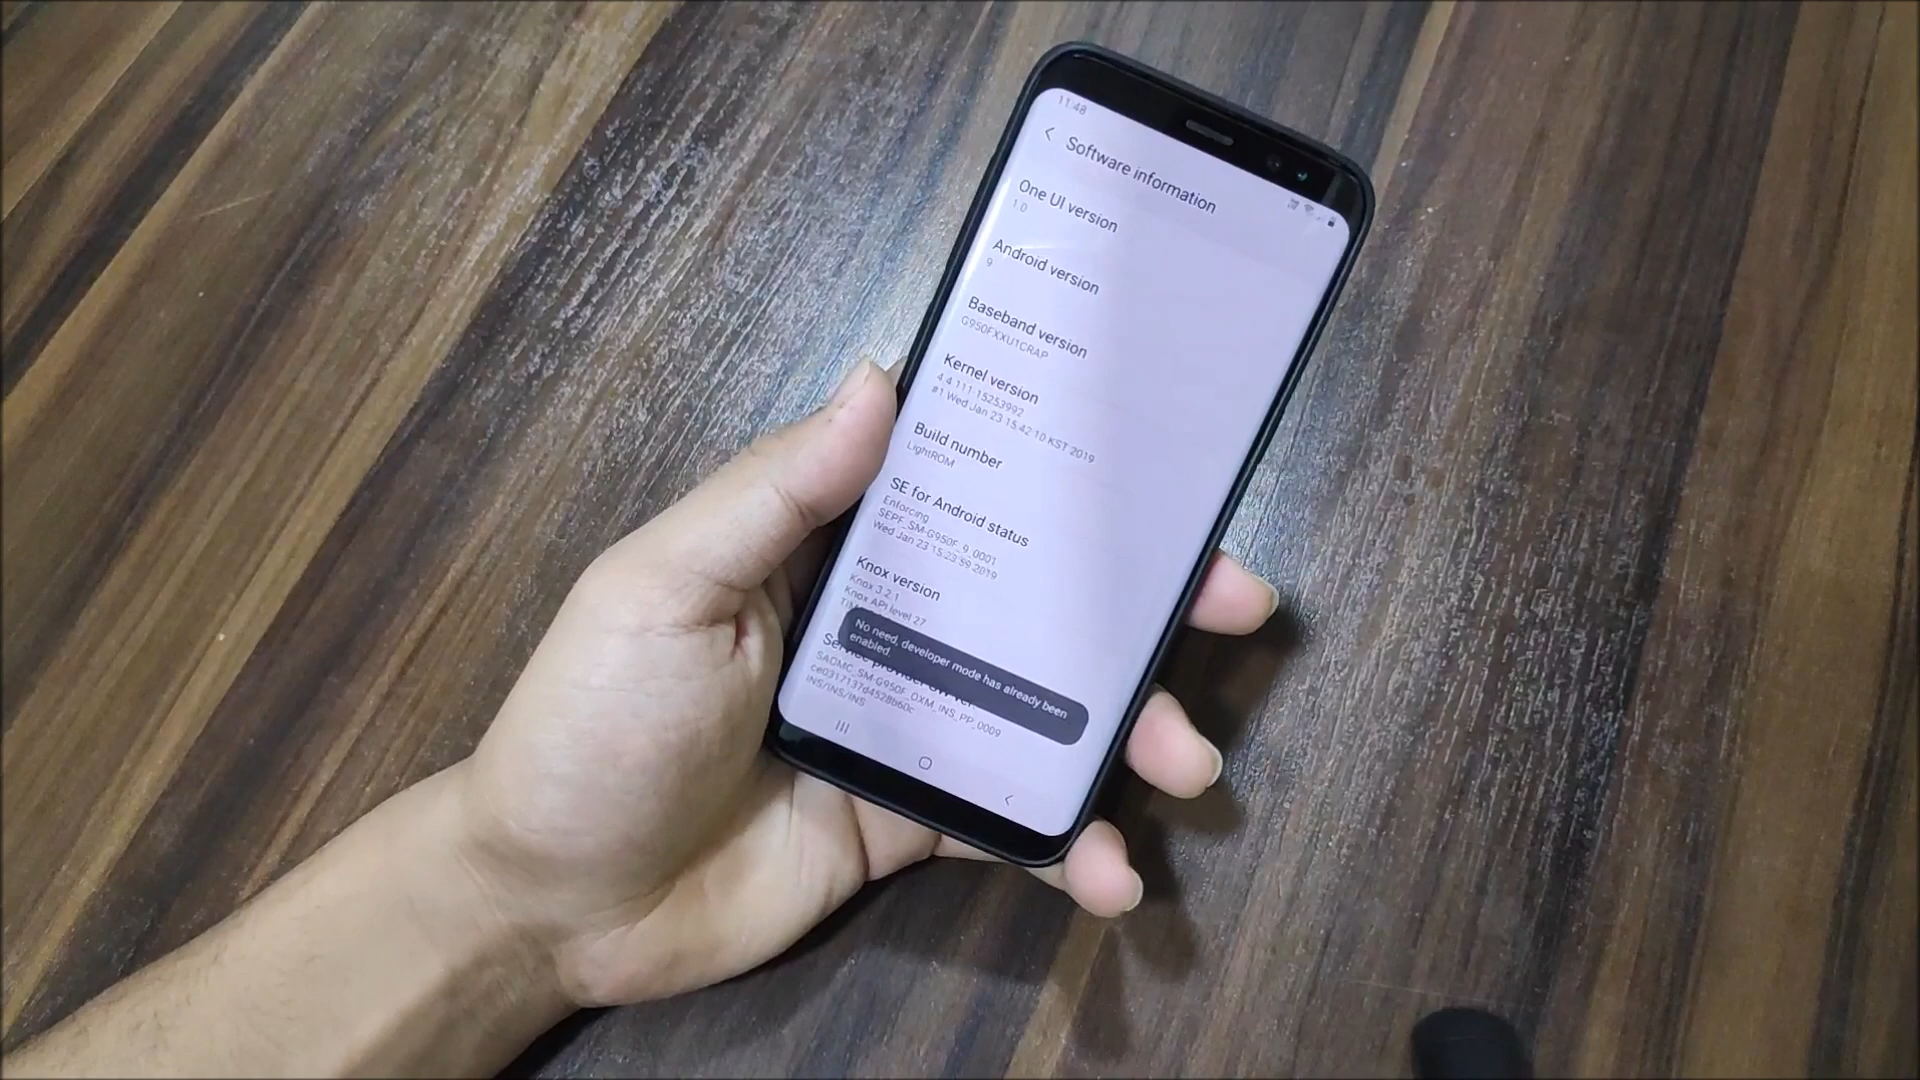 11:48
Software information
One UI version
1.0
Android version
9
Baseband version
G950FXXU1CRAP
Kernel version
4.4.111-15253992
#1 Wed Jan 23 15:42:10 KST 2019
Build number
LightROM
SE for Android status
Enforcing
SEPF_SM-G950F_9_0001
Wed Jan 23 15:23:59 2019
Knox version
Knox 3.2.1
Knox API level 27
No need, developer mode has already been
enabled.
SAOMC_SM-G950F_OXM_INS_PP_0009
ce0317137d4528b60c
INS/INS/INS